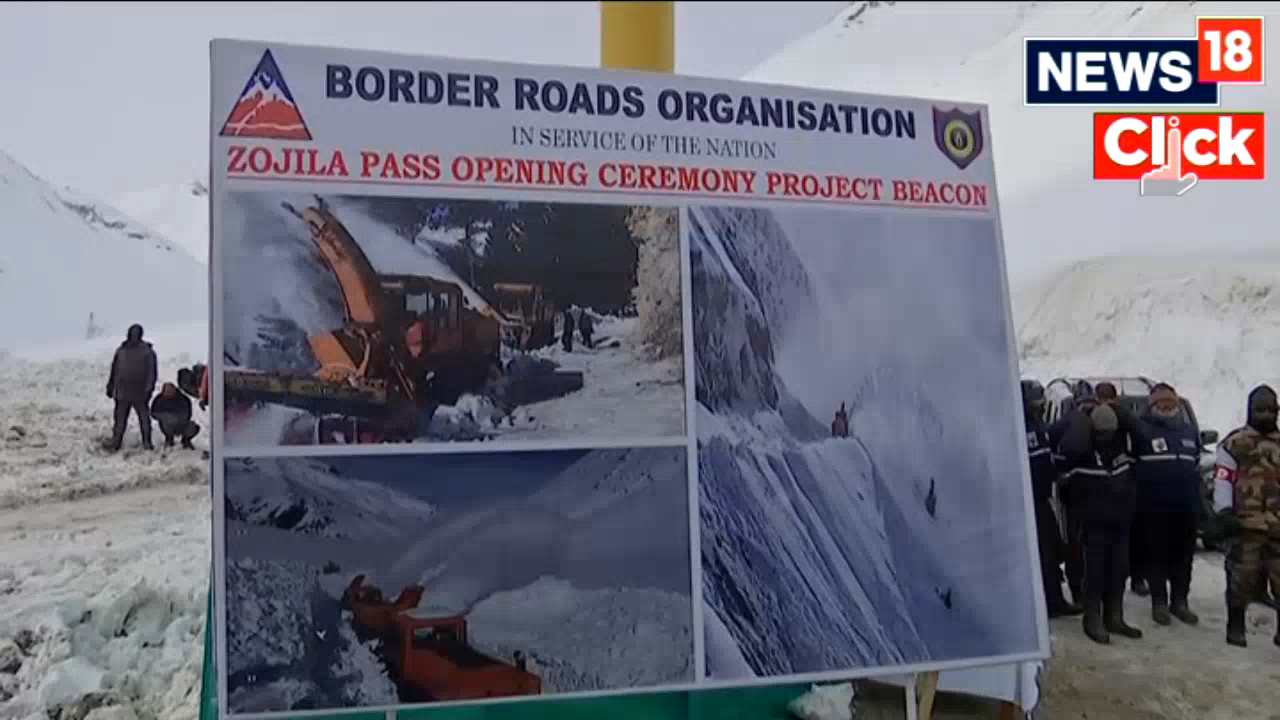 BORDER ROADS ORGANISATION
IN SERVICE OF THE NATION
ZOJILA PASS OPENING CEREMONY PROJECT BEACON
NEWS 18
Click